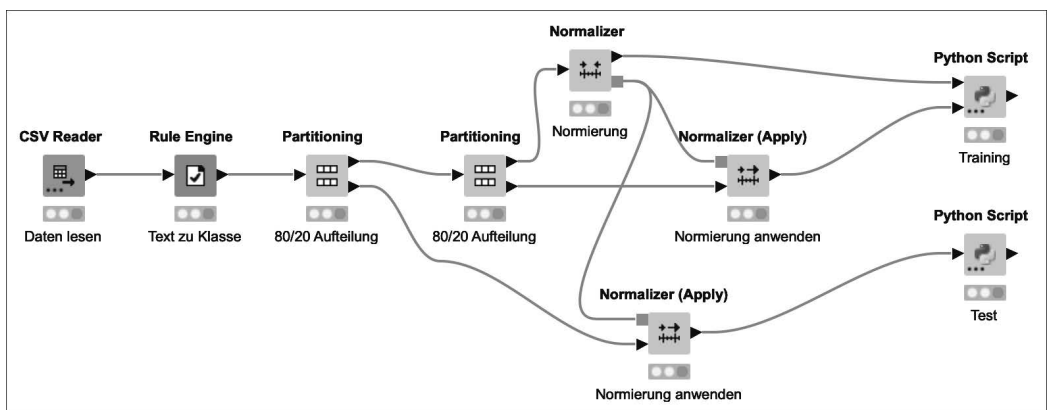 Normalizer
Normierung
Python Script
Training
CSV Reader
Daten lesen
Rule Engine
Text zu Klasse
Partitioning
80/20 Aufteilung
Partitioning
80/20 Aufteilung
Normalizer (Apply)
Normierung anwenden
Python Script
Test
Normalizer (Apply)
Normierung anwenden